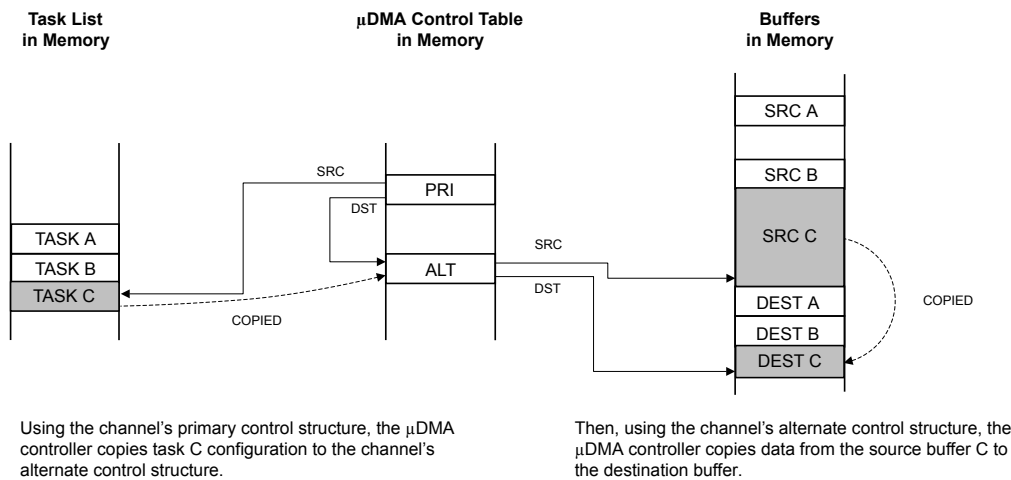 Task List
in Memory
µDMA Control Table
in Memory
Buffers
in Memory
SRC A
SRC B
SRC C
DEST A
DEST B
DEST C
SRC
PRI
DST
TASK A
TASK B
TASK C
ALT
SRC
DST
COPIED
COPIED
Using the channel's primary control structure, the µDMA
controller copies task C configuration to the channel's
alternate control structure.
Then, using the channel's alternate control structure, the
µDMA controller copies data from the source buffer C to
the destination buffer.